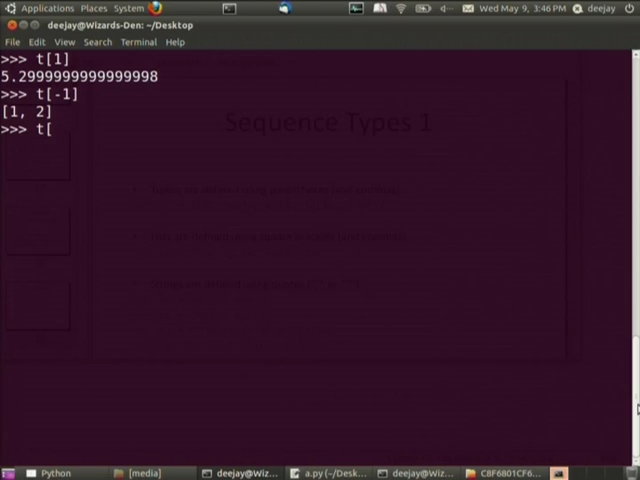 Applications Places System Wed May 9, 3:46 PM deejay
deejay@Wizards-Den: ~/Desktop
File Edit View Search Terminal Help
>>> t[1]
5.2999999999999998
>>> t[-1]
[1, 2]
>>> t[
Sequence Types 1
Python [media] deejay@Wiz... a.py (~/Desk... deejay@Wiz... C8F6801CF6...